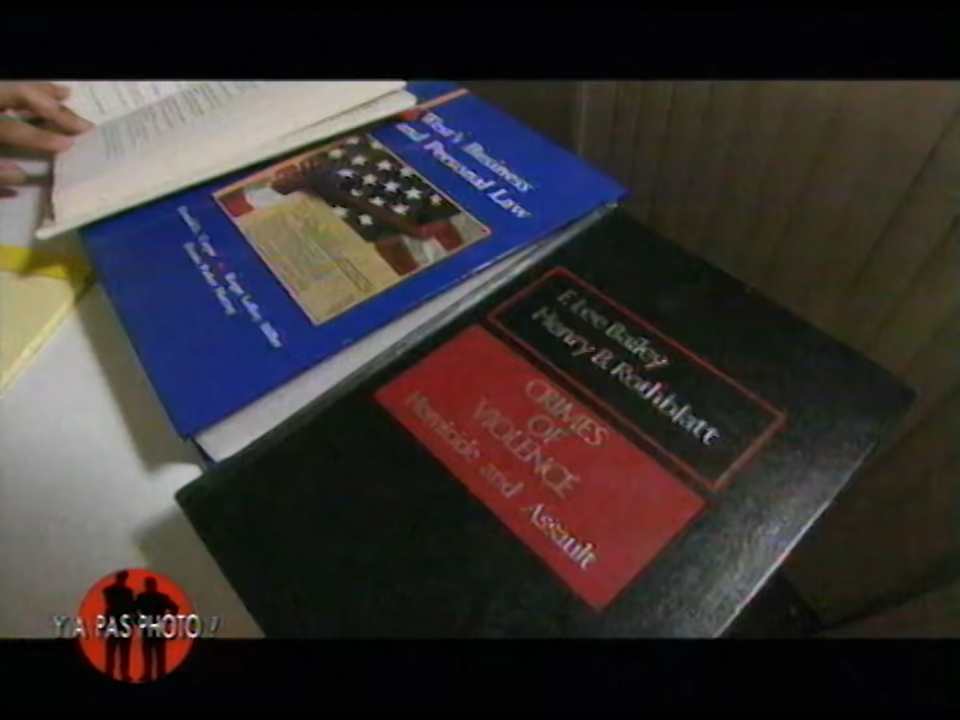 West's Business
and Personal Law
F. Lee Bailey
Henry B. Rothblatt
CRIMES
OF
VIOLENCE
Homicide and Assault
Y'A PAS PHOTO !